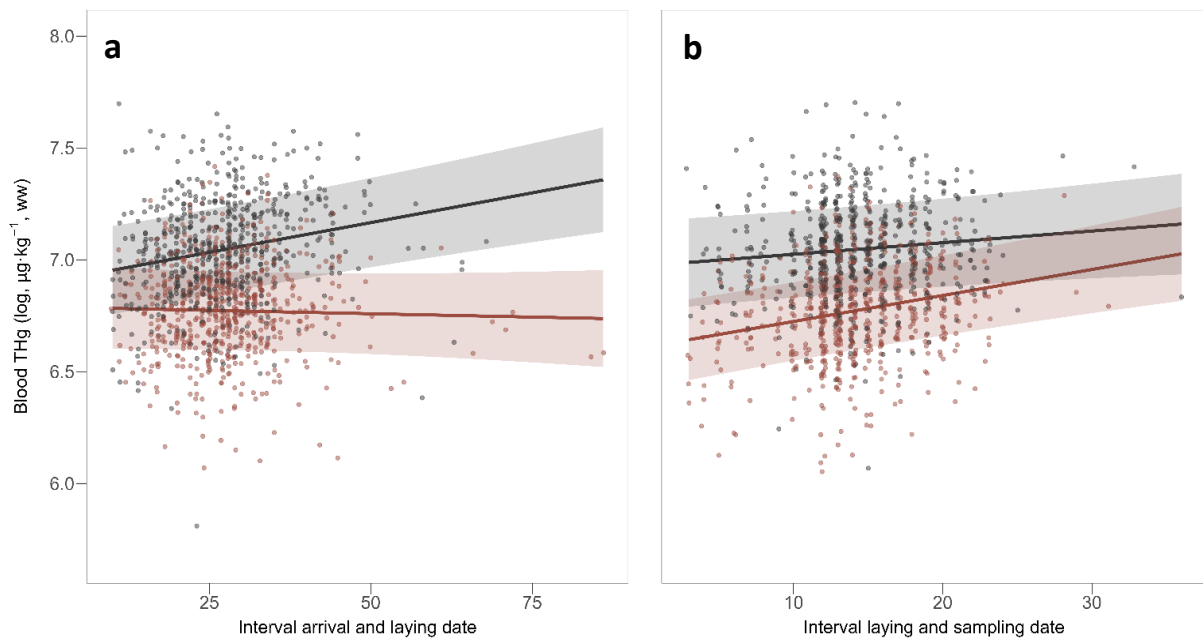 a
b
8.0
7.5
7.0
6.5
6.0
Blood THg (log, µg·kg⁻¹, ww)
25 50 75
10 20 30
Interval arrival and laying date
Interval laying and sampling date